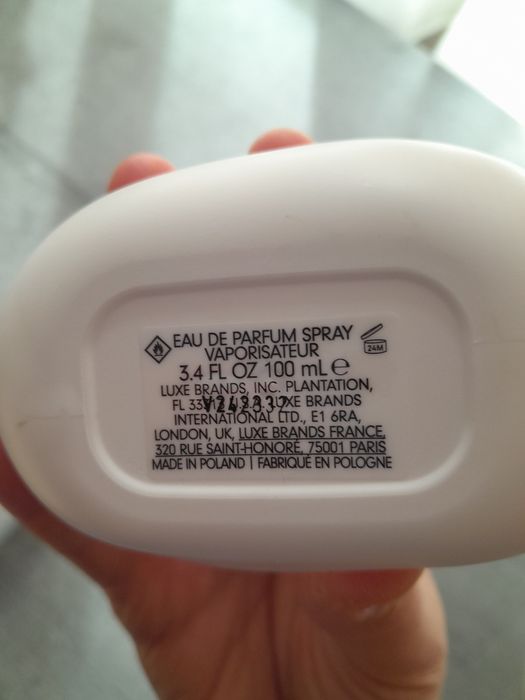 EAU DE PARFUM SPRAY
24M
VAPORISATEUR
3.4 FL OZ 100 mL e
LUXE BRANDS, INC. PLANTATION,
FL LUXE BRANDS
INTERNATIONAL LTD., E1 6RA,
LONDON, UK, LUXE BRANDS FRANCE,
320 RUE SAINT-HONORÉ, 75001 PARIS
MADE IN POLAND | FABRIQUÉ EN POLOGNE